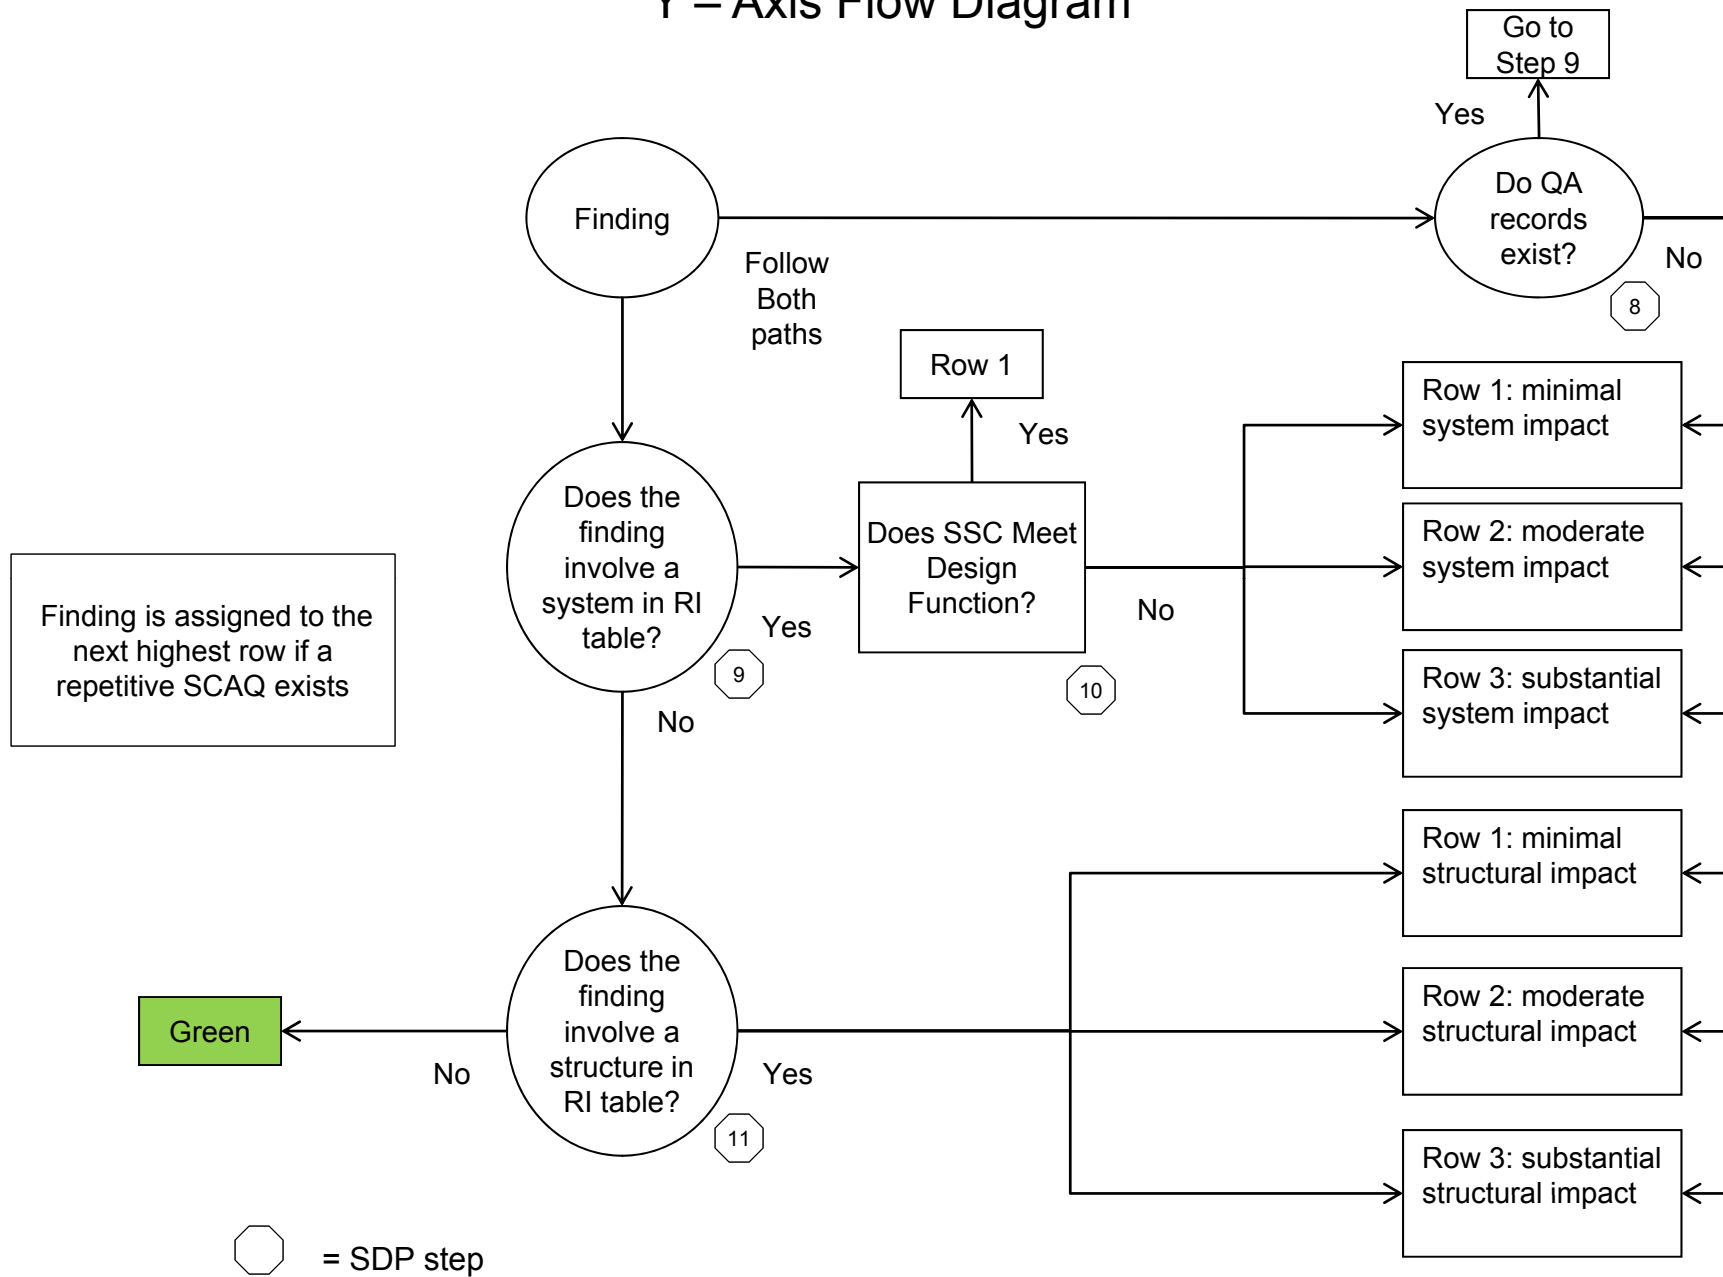 Y – Axis Flow Diagram
Go to
Step 9
Yes
Finding
Follow
Both
paths
Do QA
records
exist?
No
8
Row 1
Yes
Does the
finding
involve a
system in RI
table?
Yes
9
No
Does SSC Meet
Design
Function?
No
10
Row 1: minimal
system impact
Row 2: moderate
system impact
Row 3: substantial
system impact
Finding is assigned to the
next highest row if a
repetitive SCAQ exists
Does the
finding
involve a
structure in
RI table?
Yes
11
No
Green
Row 1: minimal
structural impact
Row 2: moderate
structural impact
Row 3: substantial
structural impact
= SDP step